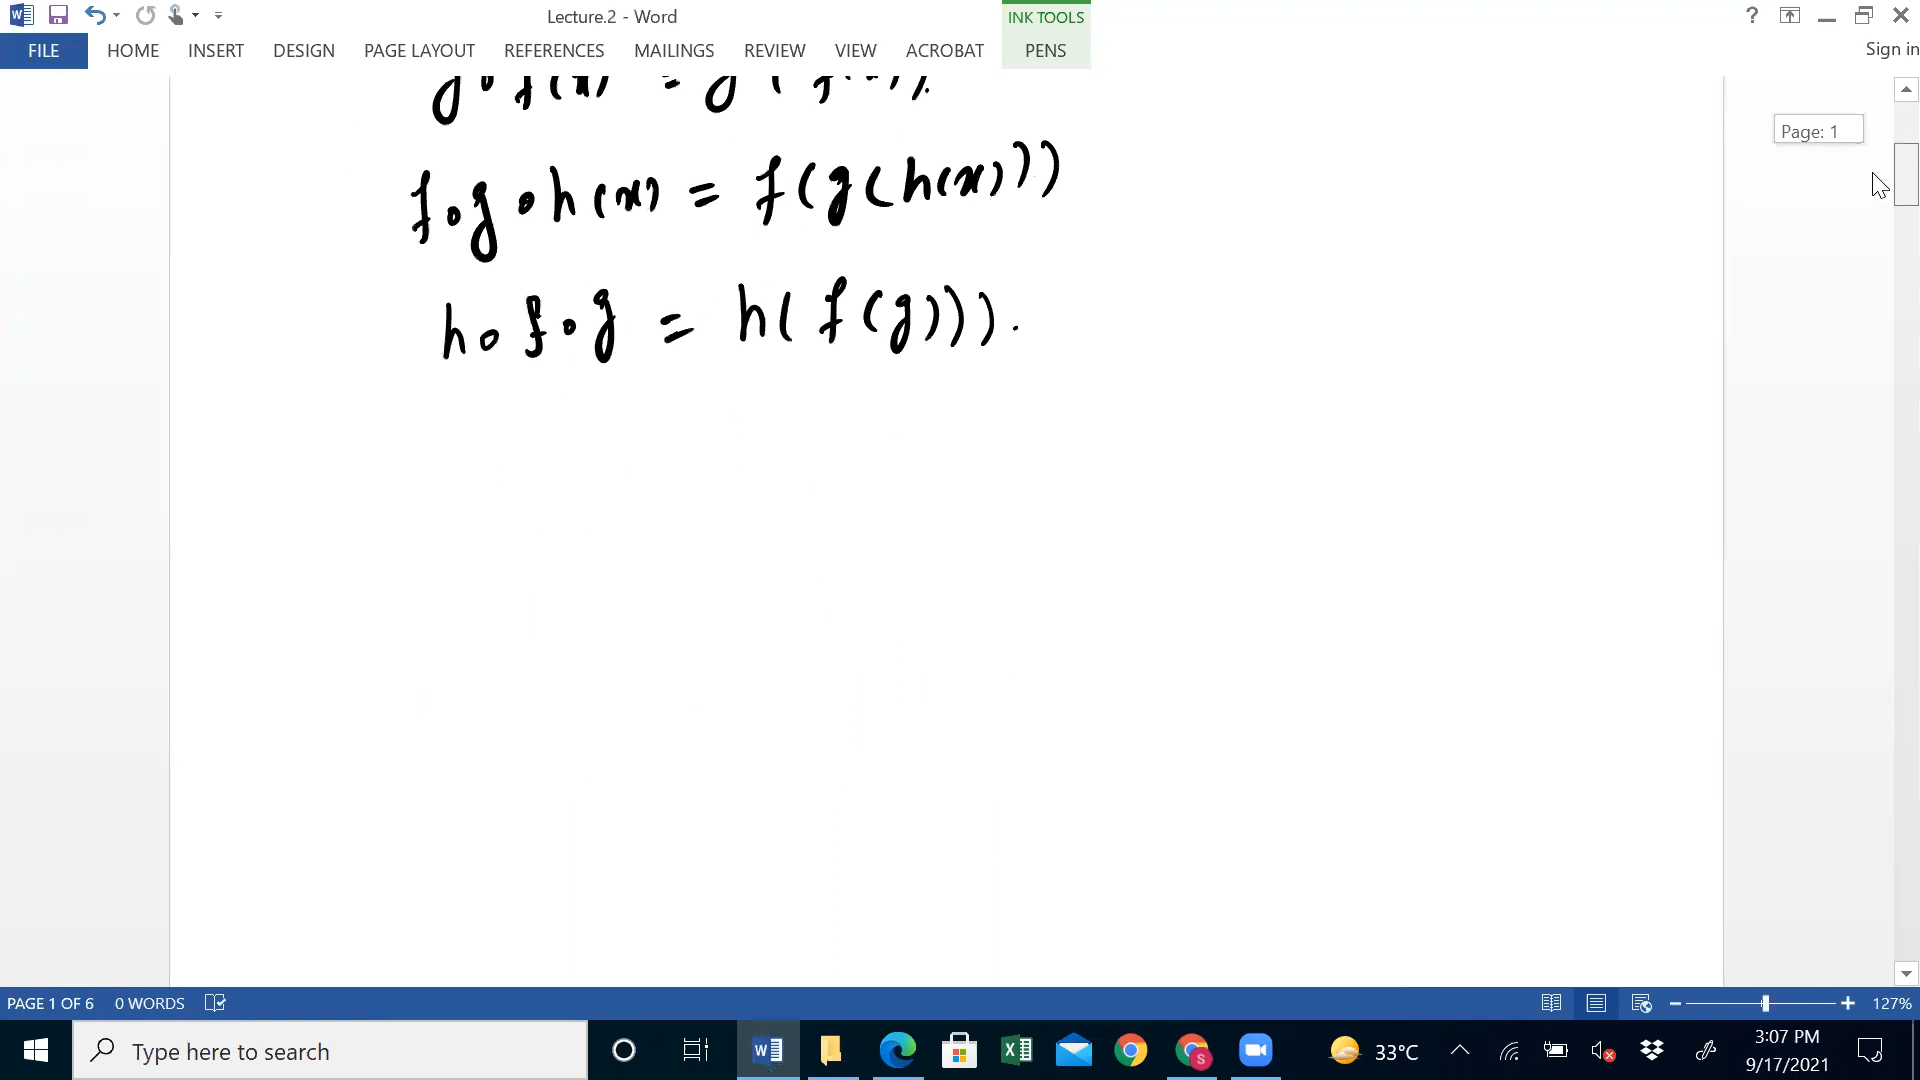 Lecture.2 - Word
INK TOOLS
?
FILE HOME INSERT DESIGN PAGE LAYOUT REFERENCES MAILINGS REVIEW VIEW ACROBAT PENS
Sign in
g∘f(x) = g(f(x)).
Page: 1
f∘g∘h(x) = f(g(h(x)))
h∘f∘g = h(f(g))).
PAGE 1 OF 6 0 WORDS 127%
Type here to search
33°C
3:07 PM
9/17/2021